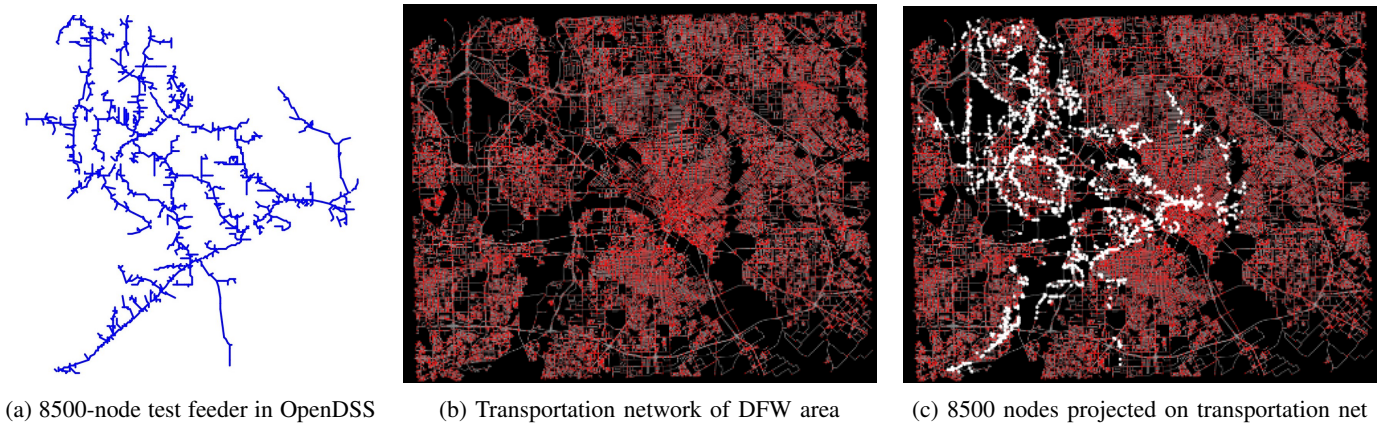 (a) 8500-node test feeder in OpenDSS
(b) Transportation network of DFW area
(c) 8500 nodes projected on transportation net